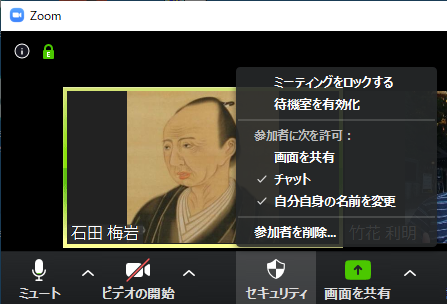 Zoom
E
ミーティングをロックする
待機室を有効化
参加者に次を許可：
画面を共有
チャット
自分自身の名前を変更
参加者を削除...
石田 梅岩
竹花 利明
ミュート
ビデオの開始
セキュリティ
画面を共有